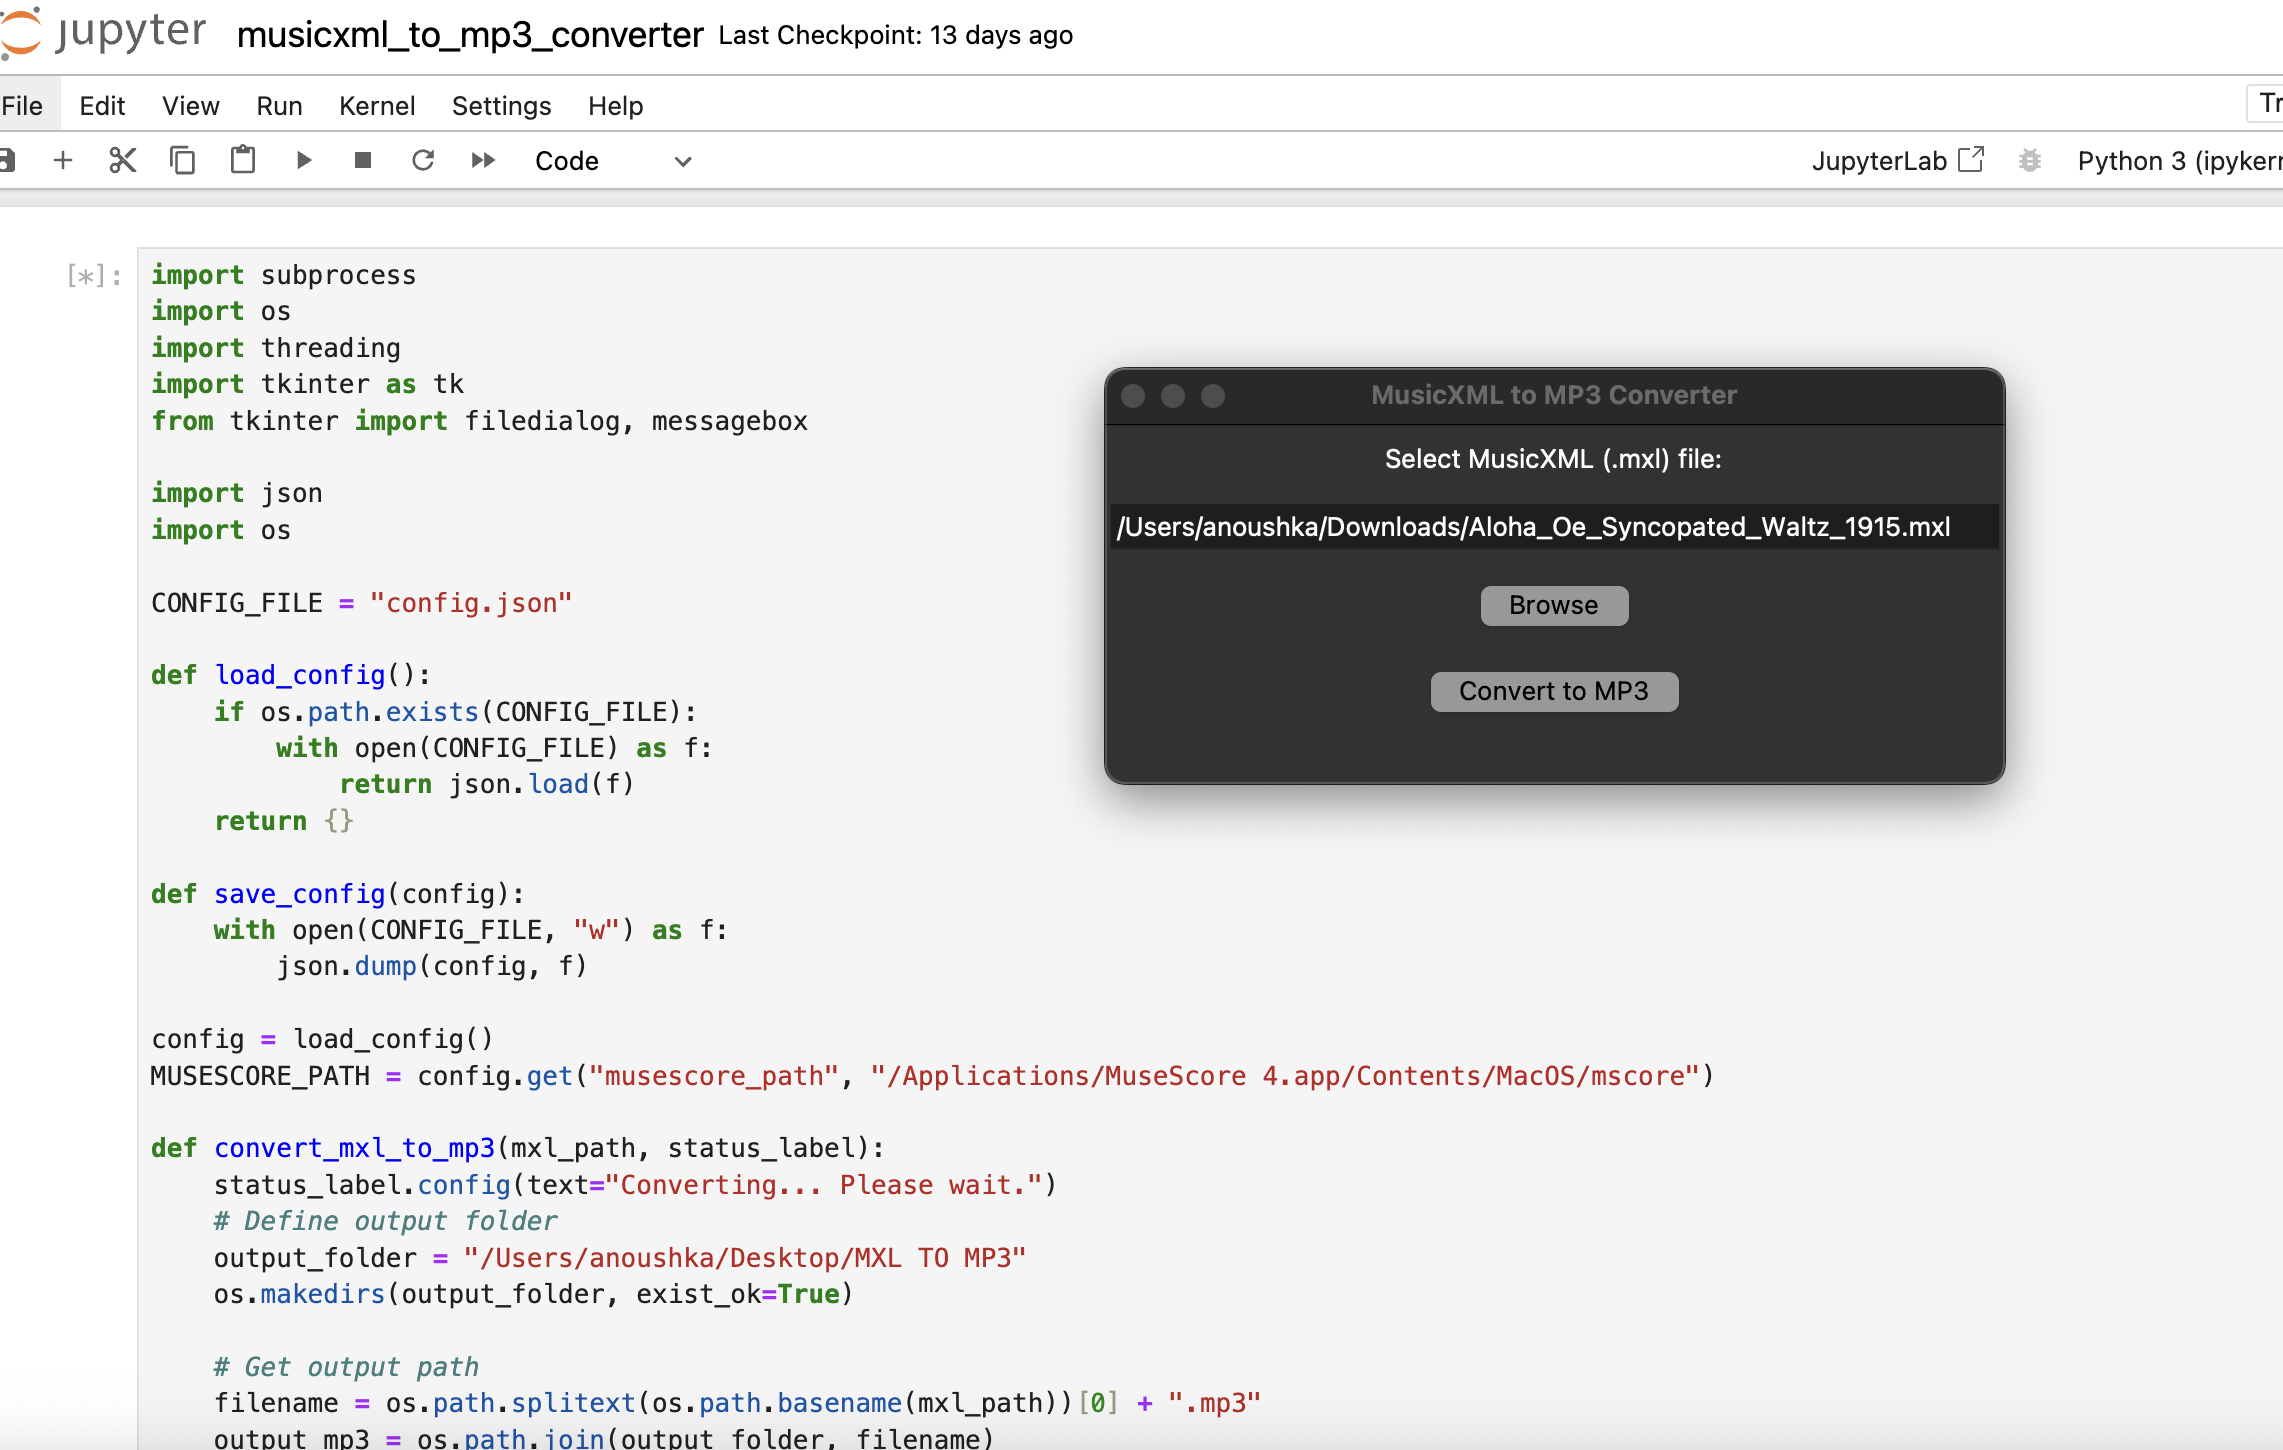 jupyter musicxml_to_mp3_converter Last Checkpoint: 13 days ago
File Edit View Run Kernel Settings Help
Code JupyterLab Python 3
[*]:
import subprocess
import os
import threading
import tkinter as tk
from tkinter import filedialog, messagebox
import json
import os
CONFIG_FILE = "config.json"
def load_config():
    if os.path.exists(CONFIG_FILE):
        with open(CONFIG_FILE) as f:
            return json.load(f)
    return {}
def save_config(config):
    with open(CONFIG_FILE, "w") as f:
        json.dump(config, f)
config = load_config()
MUSESCORE_PATH = config.get("musescore_path", "/Applications/MuseScore 4.app/Contents/MacOS/mscore")
def convert_mxl_to_mp3(mxl_path, status_label):
    status_label.config(text="Converting... Please wait.")
    # Define output folder
    output_folder = "/Users/anoushka/Desktop/MXL TO MP3"
    os.makedirs(output_folder, exist_ok=True)
    # Get output path
    filename = os.path.splitext(os.path.basename(mxl_path))[0] + ".mp3"
    output_mp3 = os.path.join(output_folder, filename)
MusicXML to MP3 Converter
Select MusicXML (.mxl) file:
/Users/anoushka/Downloads/Aloha_Oe_Syncopated_Waltz_1915.mxl
Browse
Convert to MP3